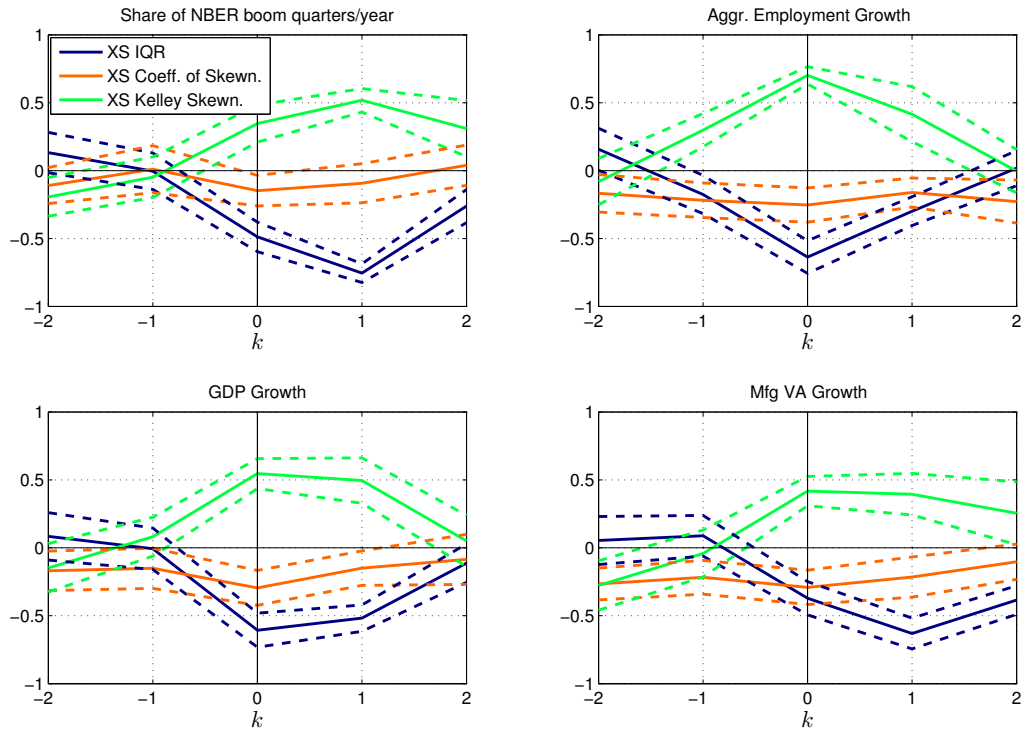 Share of NBER boom quarters/year
1
0.5
0
−0.5
−1
−2 −1 0 1 2
k
XS IQR
XS Coeff. of Skewn.
XS Kelley Skewn.
Aggr. Employment Growth
1
0.5
0
−0.5
−1
−2 −1 0 1 2
k
GDP Growth
1
0.5
0
−0.5
−1
−2 −1 0 1 2
k
Mfg VA Growth
1
0.5
0
−0.5
−1
−2 −1 0 1 2
k